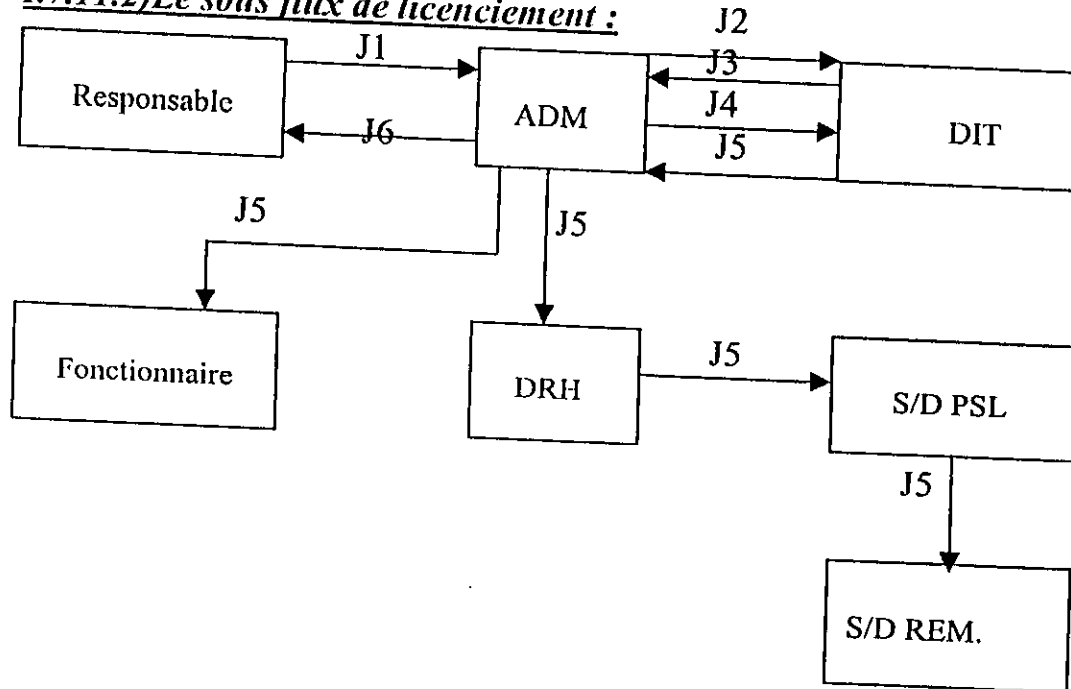 Le sous flux de licenciement :
J2
J1
J3
Responsable
ADM
J4
DIT
J6
J5
J5
J5
Fonctionnaire
DRH
J5
S/D PSL
J5
S/D REM.